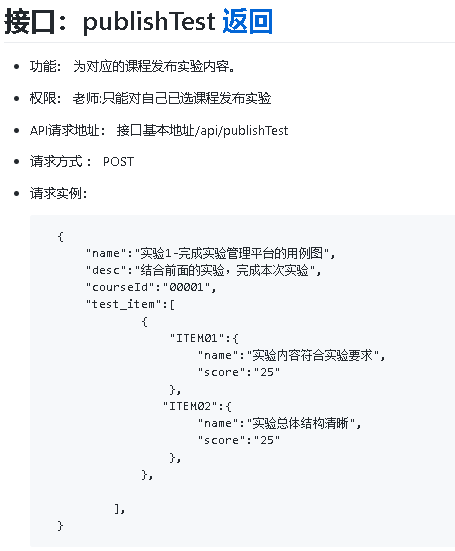 接口：publishTest 返回
功能： 为对应的课程发布实验内容。
权限： 老师:只能对自己已选课程发布实验
API请求地址： 接口基本地址/api/publishTest
请求方式 ： POST
请求实例：
{
"name":"实验1-完成实验管理平台的用例图",
"desc":"结合前面的实验，完成本次实验",
"courseId":"00001",
"test_item":[
{
"ITEM01":{
"name":"实验内容符合实验要求",
"score":"25"
},
"ITEM02":{
"name":"实验总体结构清晰",
"score":"25"
},
},
],
}